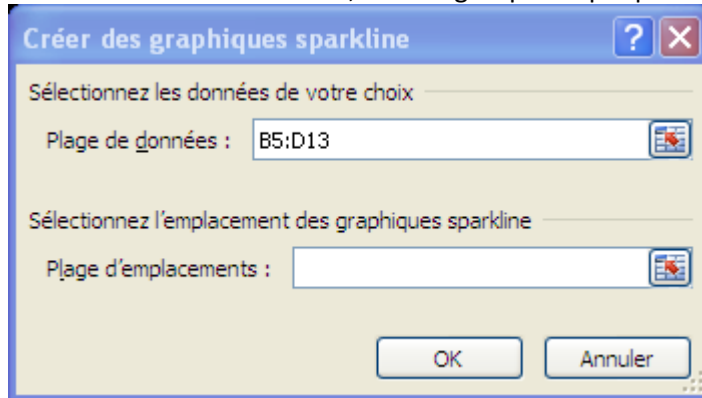 Créer des graphiques sparkline
Sélectionnez les données de votre choix
Plage de données : B5:D13
Sélectionnez l'emplacement des graphiques sparkline
Plage d'emplacements :
OK Annuler